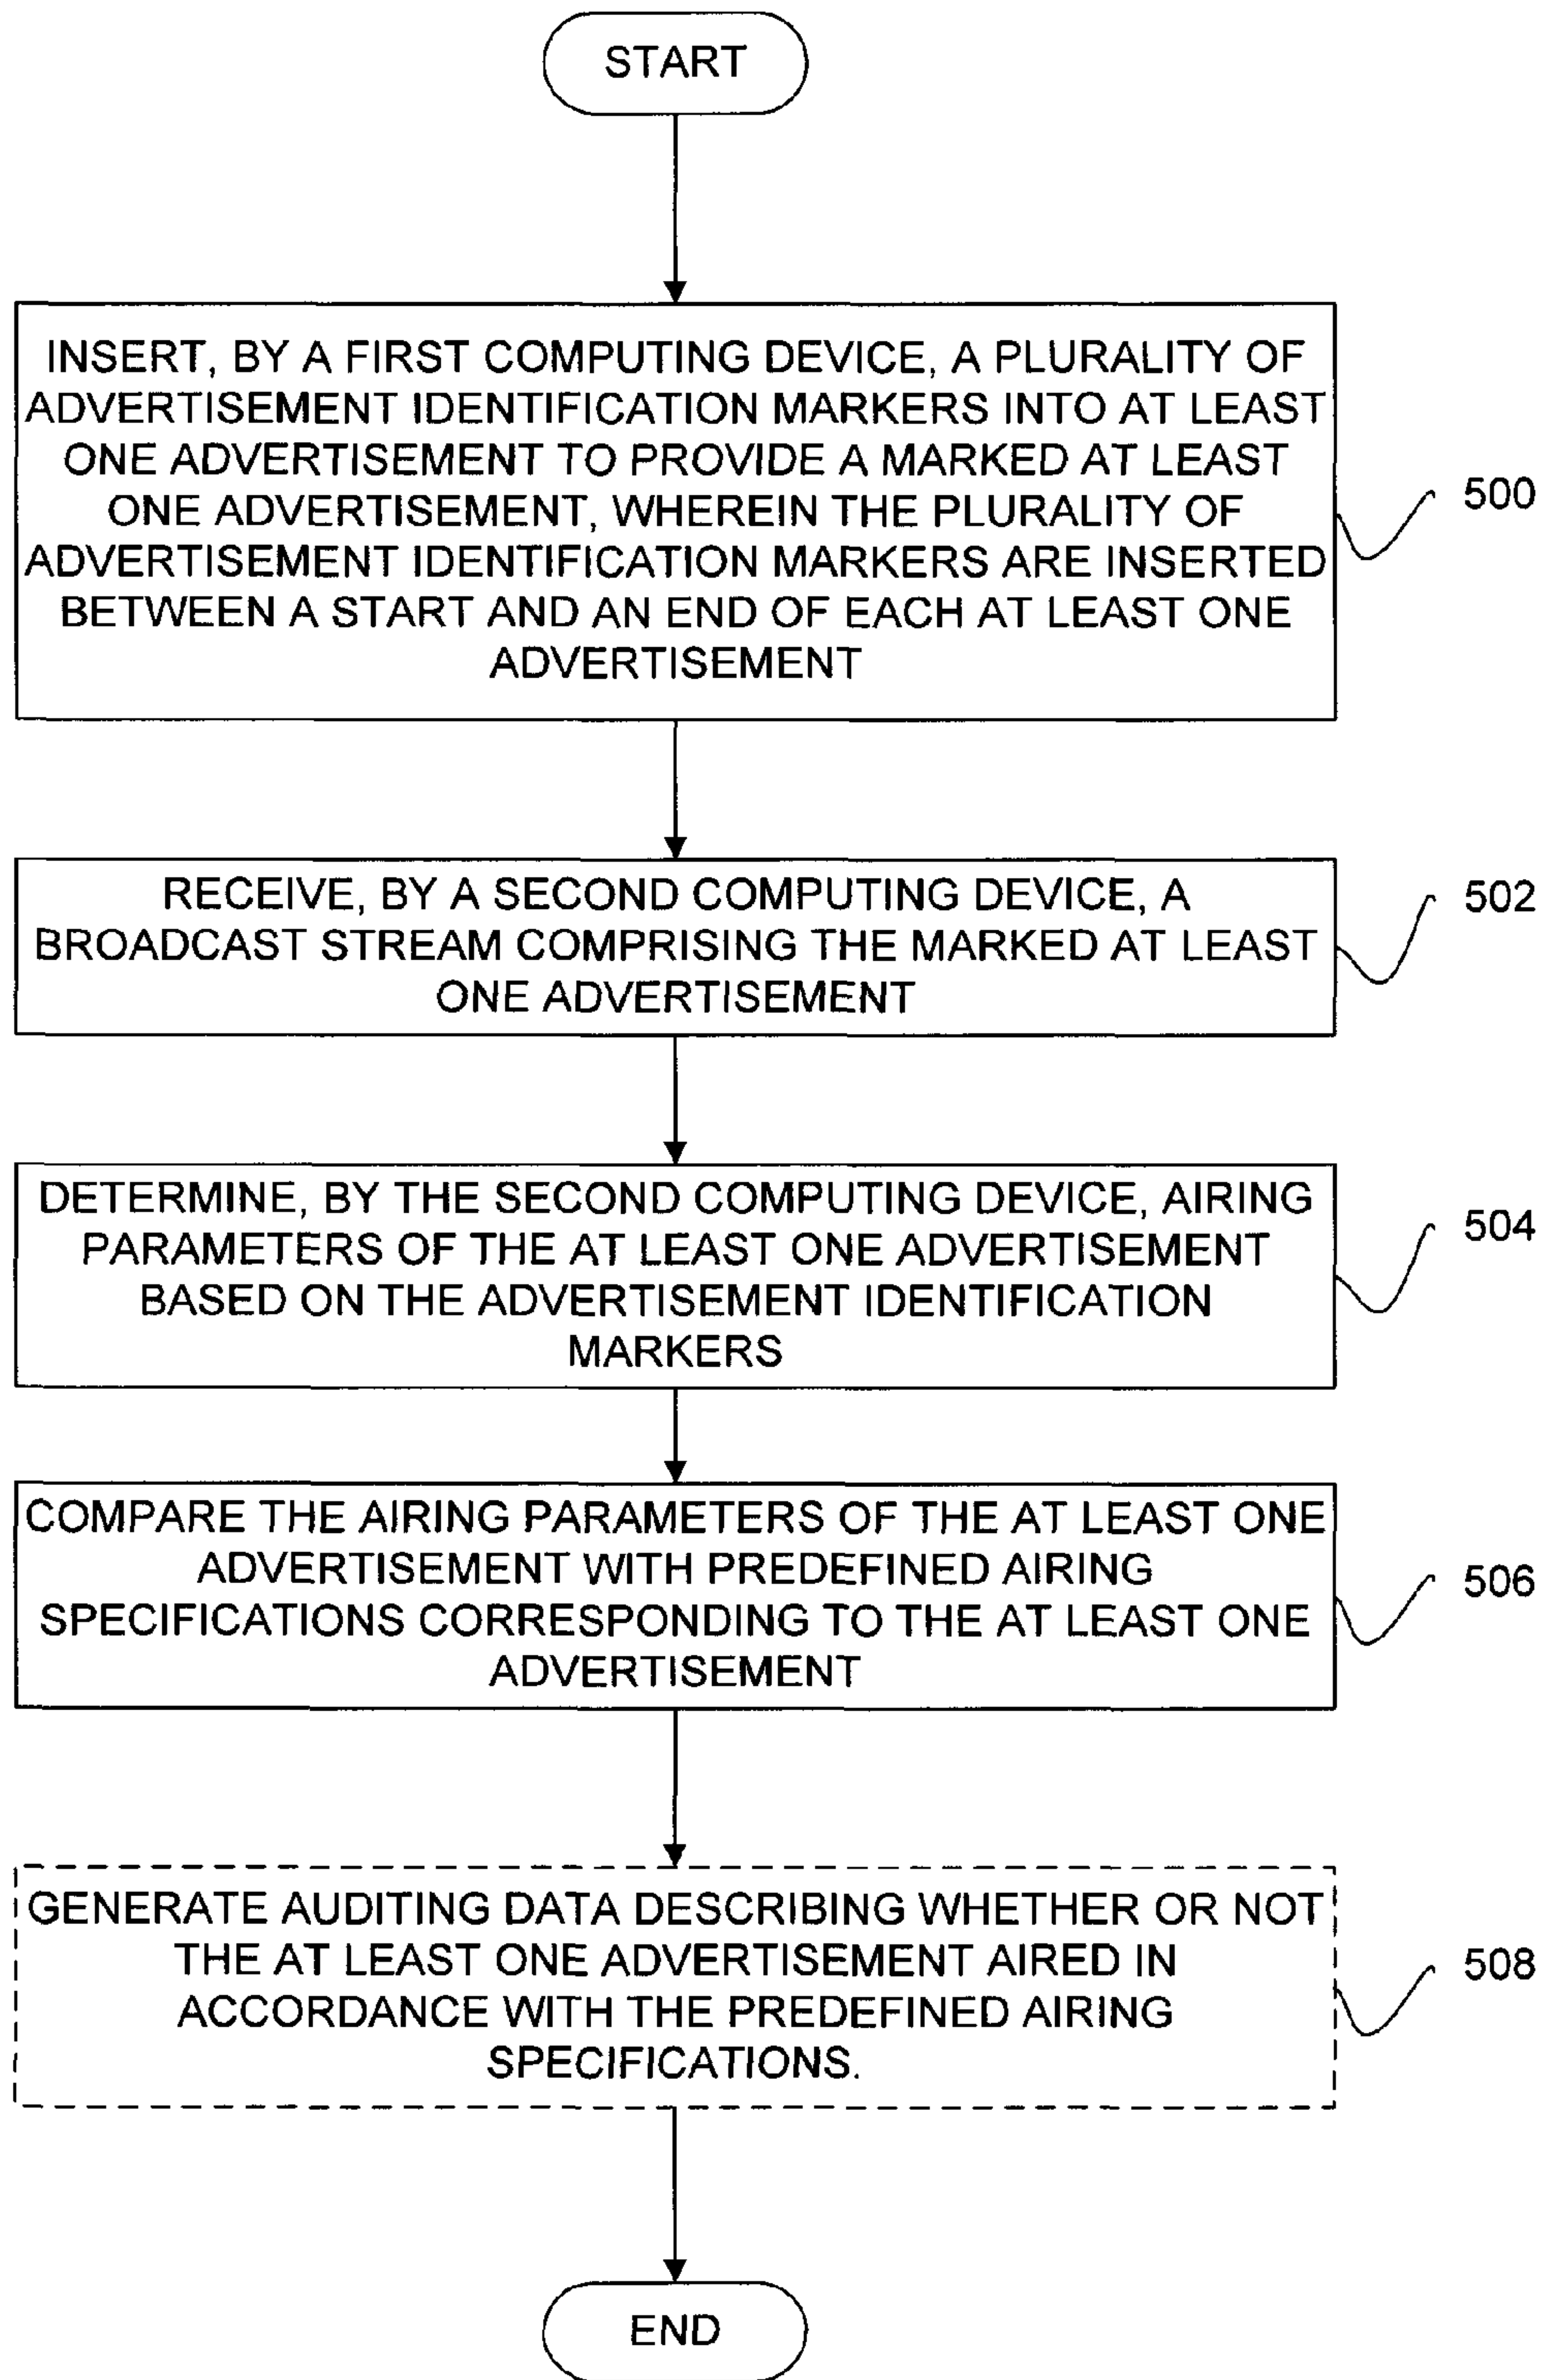 START
INSERT, BY A FIRST COMPUTING DEVICE, A PLURALITY OF
ADVERTISEMENT IDENTIFICATION MARKERS INTO AT LEAST
ONE ADVERTISEMENT TO PROVIDE A MARKED AT LEAST
ONE ADVERTISEMENT, WHEREIN THE PLURALITY OF
ADVERTISEMENT IDENTIFICATION MARKERS ARE INSERTED
BETWEEN A START AND AN END OF EACH AT LEAST ONE
ADVERTISEMENT
500
RECEIVE, BY A SECOND COMPUTING DEVICE, A
BROADCAST STREAM COMPRISING THE MARKED AT LEAST
ONE ADVERTISEMENT
502
DETERMINE, BY THE SECOND COMPUTING DEVICE, AIRING
PARAMETERS OF THE AT LEAST ONE ADVERTISEMENT
BASED ON THE ADVERTISEMENT IDENTIFICATION
MARKERS
504
COMPARE THE AIRING PARAMETERS OF THE AT LEAST ONE
ADVERTISEMENT WITH PREDEFINED AIRING
SPECIFICATIONS CORRESPONDING TO THE AT LEAST ONE
ADVERTISEMENT
506
GENERATE AUDITING DATA DESCRIBING WHETHER OR NOT
THE AT LEAST ONE ADVERTISEMENT AIRED IN
ACCORDANCE WITH THE PREDEFINED AIRING
SPECIFICATIONS.
508
END